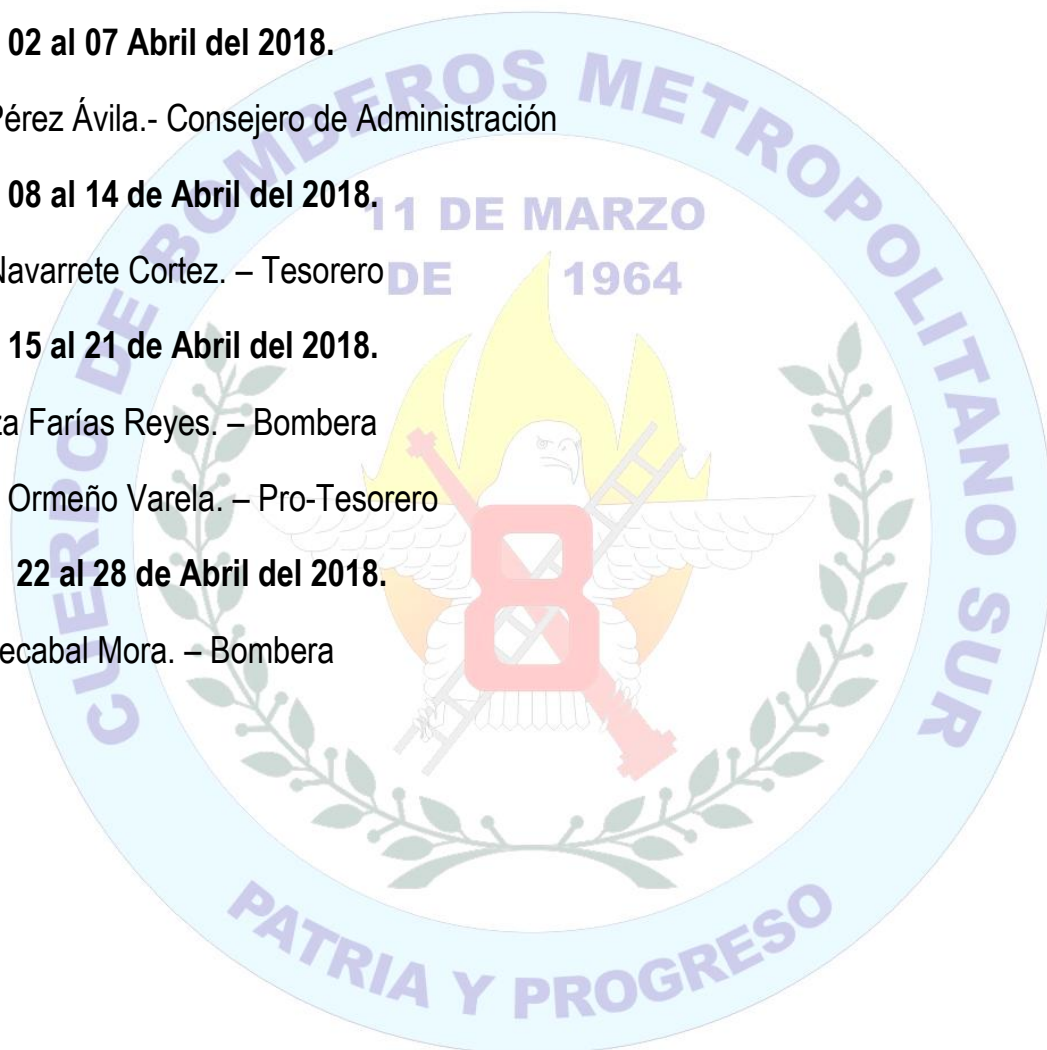 02 al 07 Abril del 2018.
Pérez Ávila.- Consejero de Administración
08 al 14 de Abril del 2018.
Navarrete Cortez. – Tesorero
15 al 21 de Abril del 2018.
Farías Reyes. – Bombera
Ormeño Varela. – Pro-Tesorero
22 al 28 de Abril del 2018.
Mora. – Bombera
CUERPO DE BOMBEROS METROPOLITANO SUR
11 DE MARZO
DE 1964
8
PATRIA Y PROGRESO